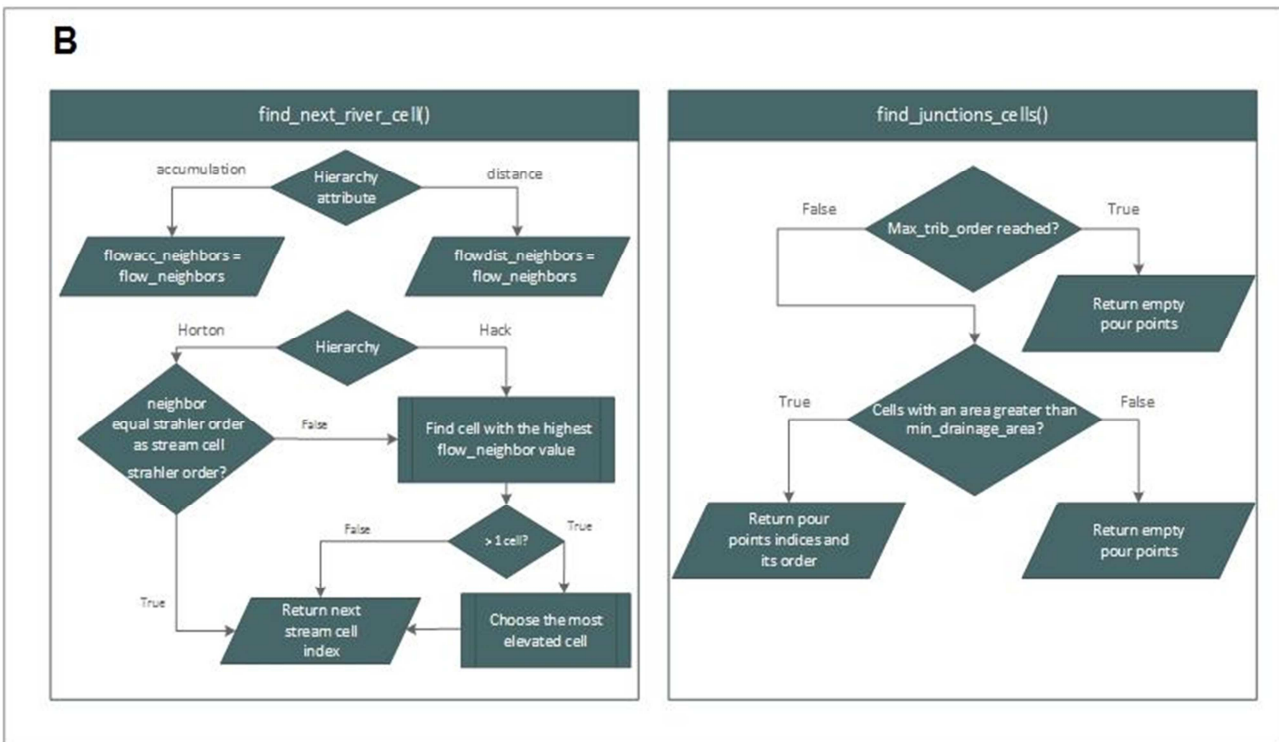 B
find_next_river_cell()
accumulation
Hierarchy
attribute
distance
flowacc_neighbors =
flow_neighbors
flowdist_neighbors =
flow_neighbors
Horton
Hierarchy
Hack
neighbor
equal strahler order
as stream cell
strahler order?
False
Find cell with the highest
flow_neighbor value
False
> 1 cell?
True
True
Return next
stream cell
index
Choose the most
elevated cell
find_junctions_cells()
False
Max_trib_order reached?
True
Return empty
pour points
True
Cells with an area greater than
min_drainage_area?
False
Return pour
points indices and
its order
Return empty
pour points